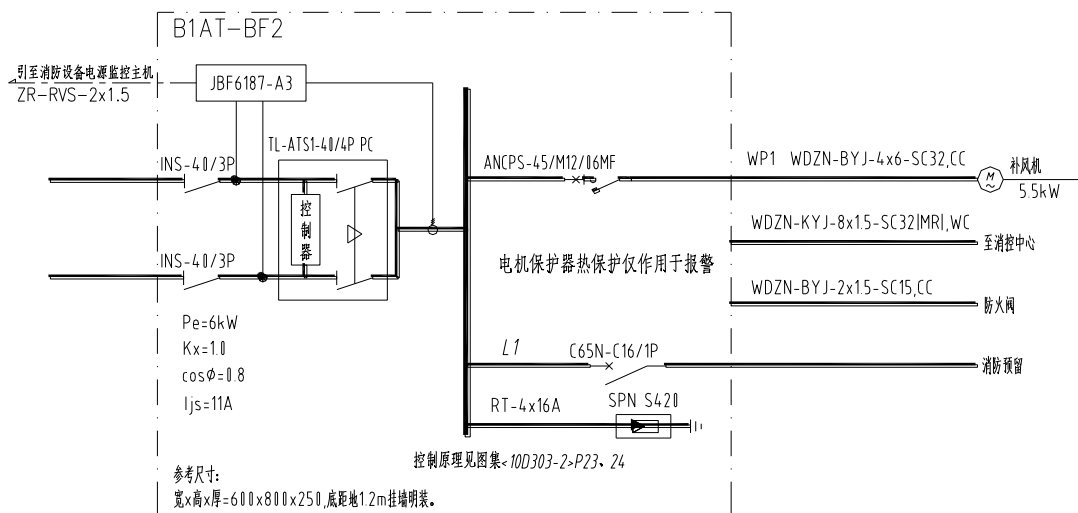 B1AT-BF2
引至消防设备电源监控主机
ZR-RVS-2x1.5
JBF6187-A3
INS-40/3P
TL-ATS1-40/4P PC
控制器
INS-40/3P
ANCPS-45/M12/06MF
WP1 WDZN-BYJ-4x6-SC32,CC
M
~
补风机
5.5kW
WDZN-KYJ-8x1.5-SC32|MR|,WC
至消控中心
电机保护器热保护仅作用于报警
WDZN-BYJ-2x1.5-SC15,CC
防火阀
Pe=6kW
Kx=1.0
cosΦ=0.8
Ijs=11A
L1
C65N-C16/1P
消防预留
RT-4x16A
SPN S420
控制原理见图集<10D303-2>P23、24
参考尺寸：
宽x高x厚=600x800x250,底距地1.2m挂墙明装。